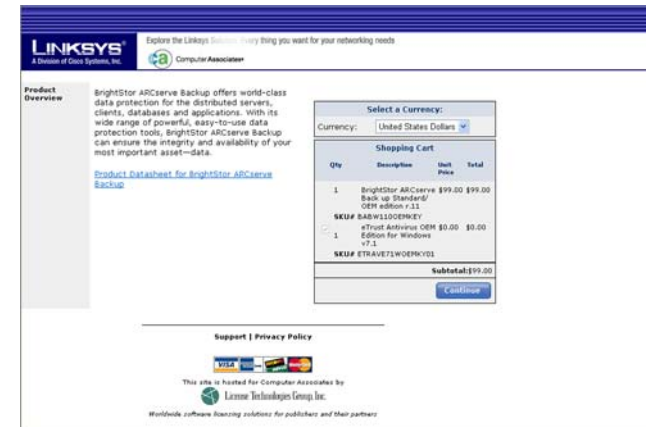 LINKSYS®
A Division of Cisco Systems, Inc.
Explore the Linksys Every thing you want for your networking needs
ca Computer Associates
Product
Overview
BrightStor ARCserve Backup offers world-class
data protection for the distributed servers,
clients, databases and applications. With its
wide range of powerful, easy-to-use data
protection tools, BrightStor ARCserve Backup
can ensure the integrity and availability of your
most important asset—data.
Product Datasheet for BrightStor ARCserve
Backup
Select a Currency:
Currency: United States Dollars
Shopping Cart
Qty Description Unit Price Total
1 BrightStor ARCserve $99.00 $99.00
Back up Standard/
OEM edition r.11
SKU# BABW1100EMKEY
1 eTrust Antivirus OEM $0.00 $0.00
Edition for Windows
v7.1
SKU# ETRAVE71WOEMKY01
Subtotal:$99.00
Continue
Support | Privacy Policy
VISA
This site is hosted for Computer Associates by
License Technologies Group, Inc.
Worldwide software licensing solutions for publishers and their partners